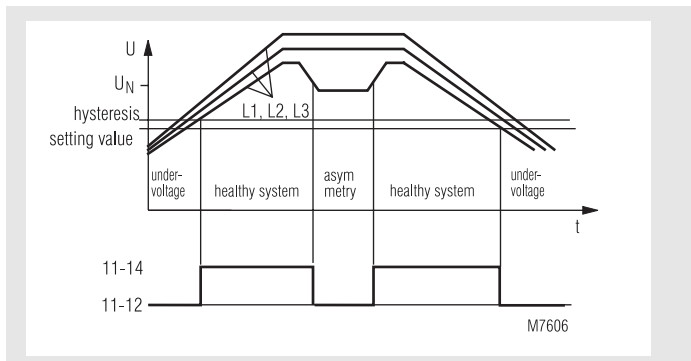 U
UN
hysteresis
L1, L2, L3
setting value
under-
voltage
healthy system
asym
metry
healthy system
under-
voltage
t
11-14
11-12
M7606